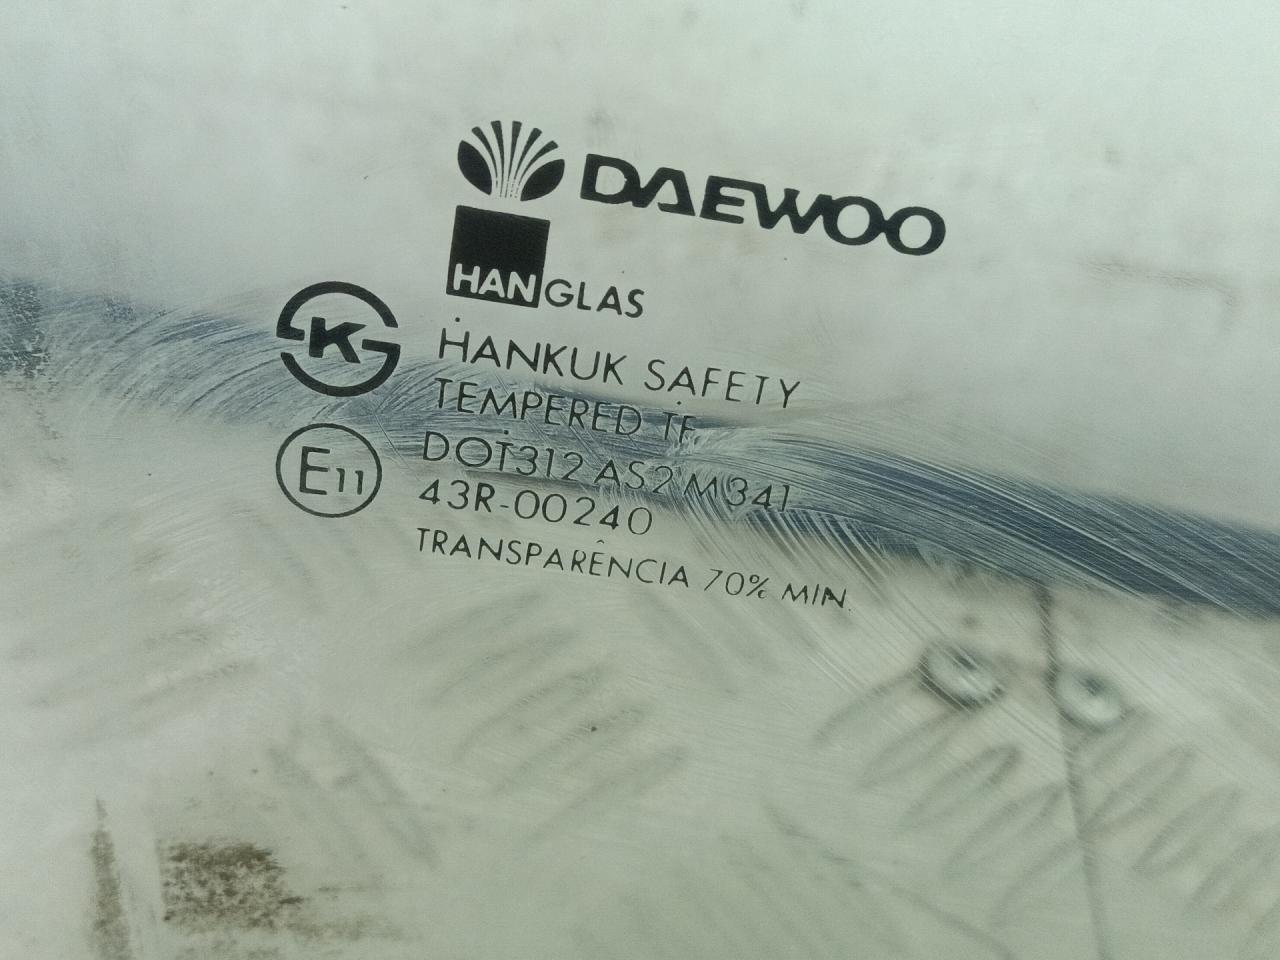 DAEWOO
HANGLAS
K
HANKUK SAFETY
TEMPERED TF
DOT312 AS2 M341
E11
43R-00240
TRANSPARÊNCIA 70% MIN.